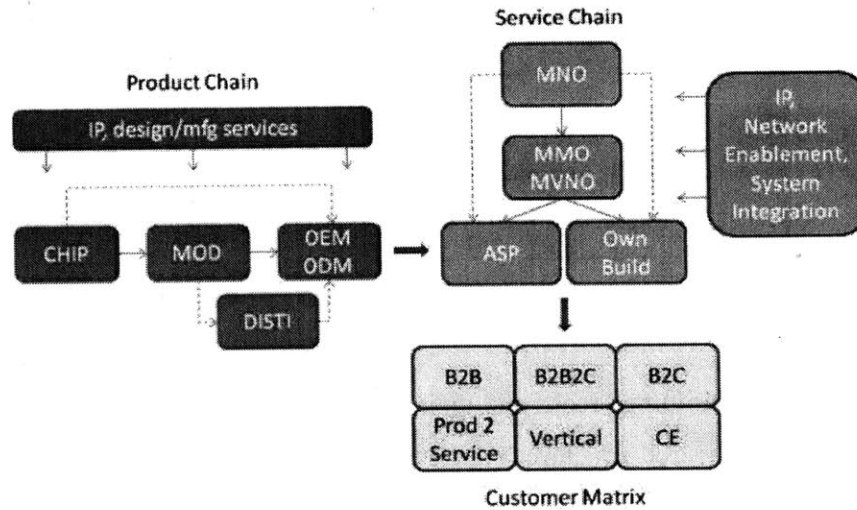 Service Chain
MNO
MMO
MVNO
ASP
Own
Build
IP,
Network
Enablement,
System
Integration
Product Chain
IP, design/mfg services
CHIP
MOD
OEM
ODM
DISTI
B2B
B2B2C
B2C
Prod 2
Service
Vertical
CE
Customer Matrix